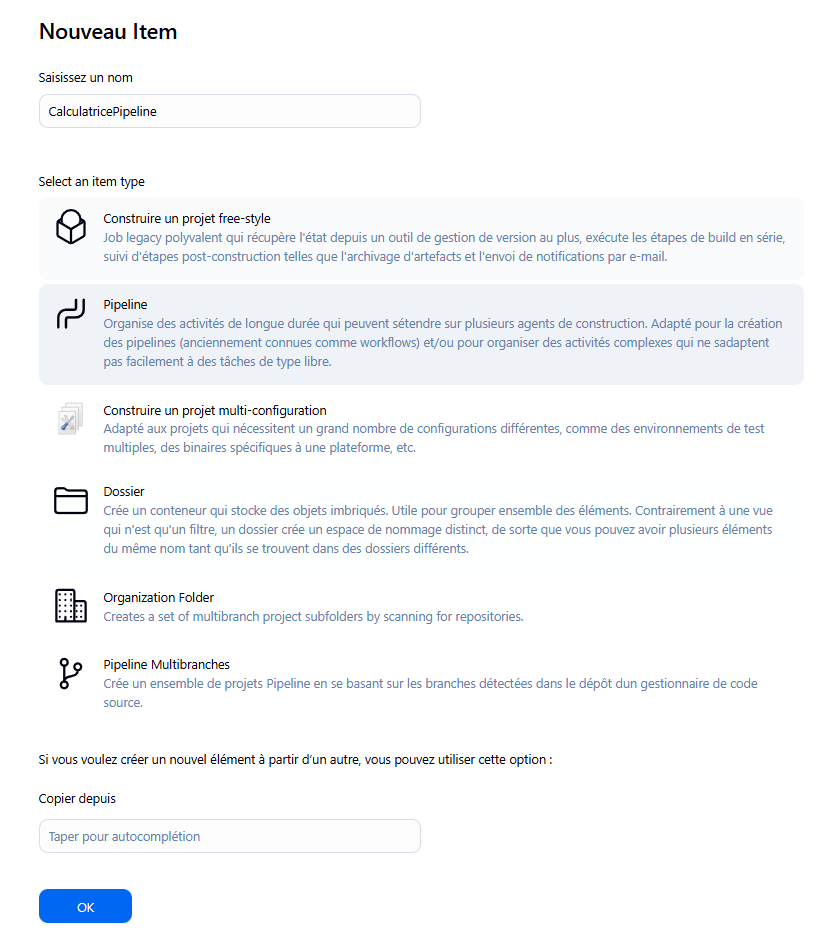 Nouveau Item
Saisissez un nom
CalculatricePipeline
Select an item type
Construire un projet free-style
Job legacy polyvalent qui récupère l'état depuis un outil de gestion de version au plus, exécute les étapes de build en série,
suivi d'étapes post-construction telles que l'archivage d'artefacts et l'envoi de notifications par e-mail.
Pipeline
Organise des activités de longue durée qui peuvent sétendre sur plusieurs agents de construction. Adapté pour la création
des pipelines (anciennement connues comme workflows) et/ou pour organiser des activités complexes qui ne sadaptent
pas facilement à des tâches de type libre.
Construire un projet multi-configuration
Adapté aux projets qui nécessitent un grand nombre de configurations différentes, comme des environnements de test
multiples, des binaires spécifiques à une plateforme, etc.
Dossier
Crée un conteneur qui stocke des objets imbriqués. Utile pour grouper ensemble des éléments. Contrairement à une vue
qui n'est qu'un filtre, un dossier crée un espace de nommage distinct, de sorte que vous pouvez avoir plusieurs éléments
du même nom tant qu'ils se trouvent dans des dossiers différents.
Organization Folder
Creates a set of multibranch project subfolders by scanning for repositories.
Pipeline Multibranches
Crée un ensemble de projets Pipeline en se basant sur les branches détectées dans le dépôt dun gestionnaire de code
source.
Si vous voulez créer un nouvel élément à partir d'un autre, vous pouvez utiliser cette option :
Copier depuis
Taper pour autocomplétion
OK